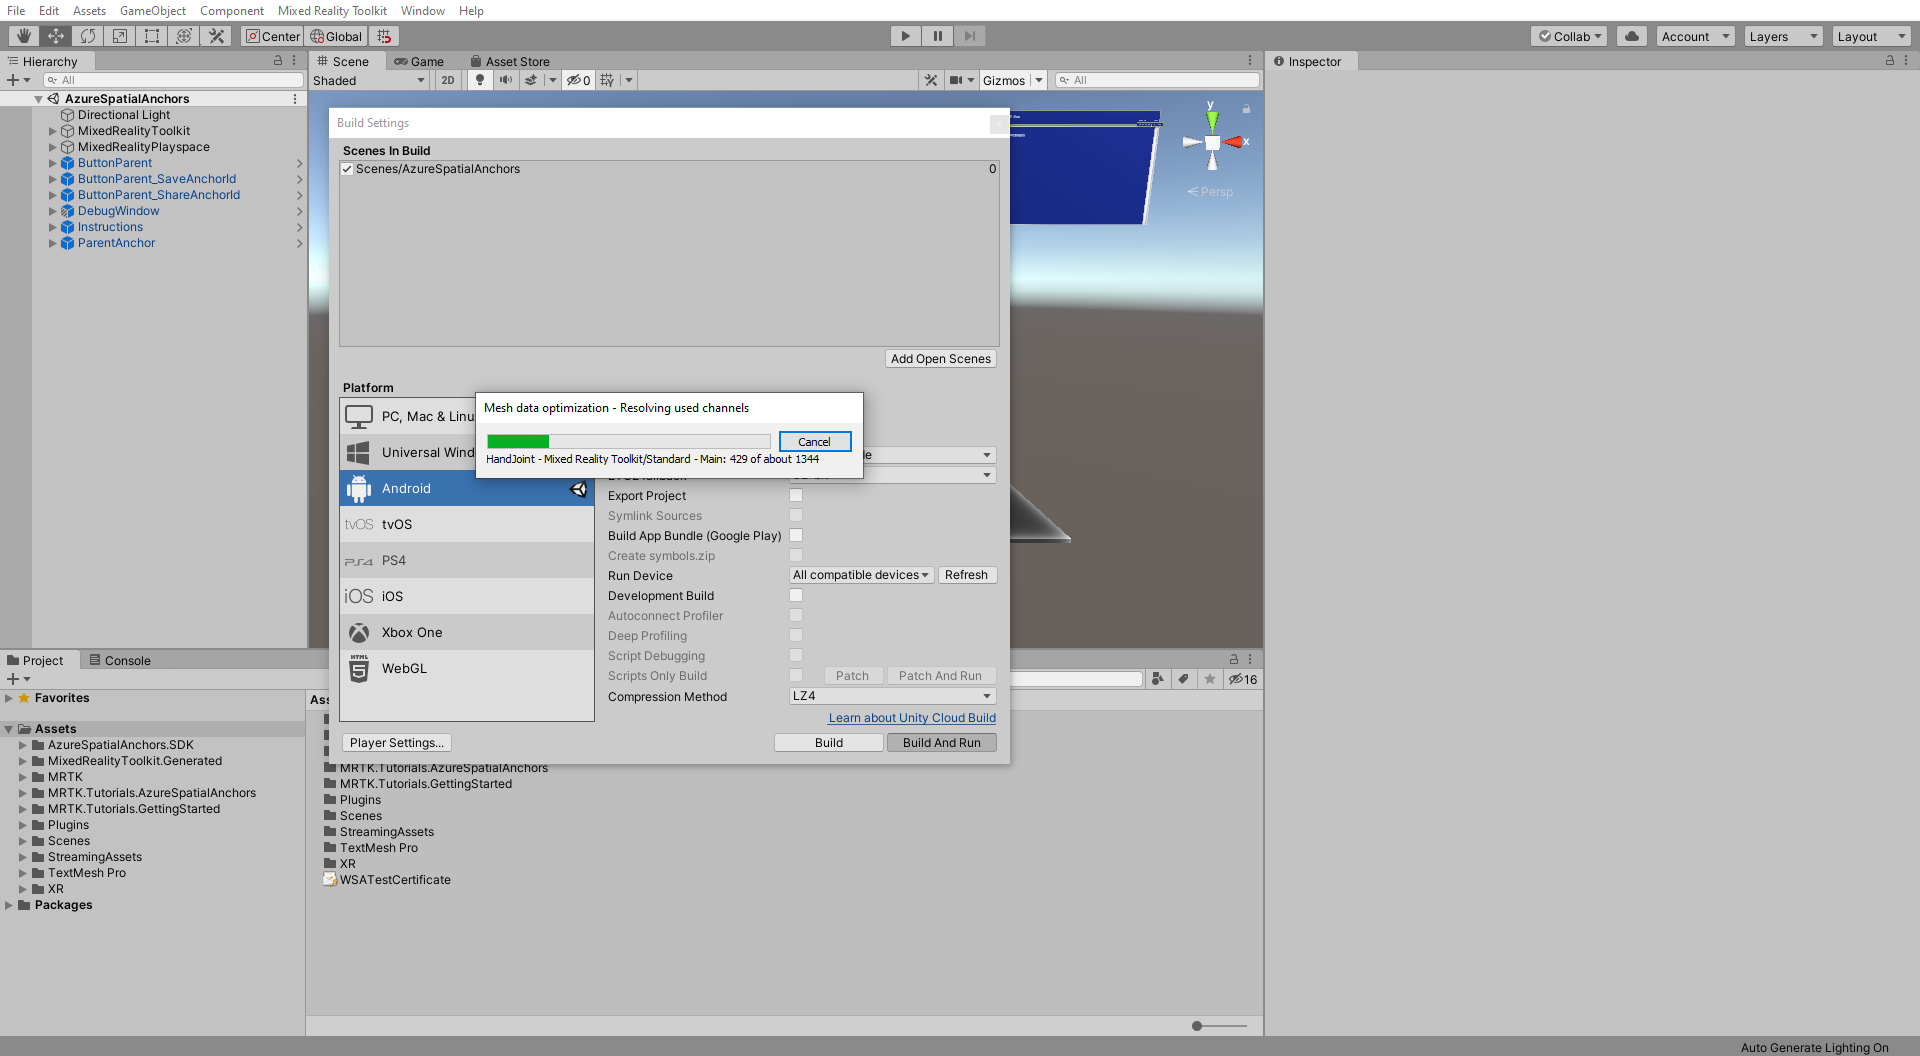 File Edit Assets GameObject Component Mixed Reality Toolkit Window Help
Center Global
Collab Account Layers Layout
Hierarchy
All
AzureSpatialAnchors
Directional Light
MixedRealityToolkit
MixedRealityPlayspace
ButtonParent
ButtonParent_SaveAnchorId
ButtonParent_ShareAnchorId
DebugWindow
Instructions
ParentAnchor
Scene Game Asset Store
Shaded 2D 0 Gizmos All
y
x
Persp
Inspector
Build Settings
Scenes In Build
Scenes/AzureSpatialAnchors 0
Add Open Scenes
Platform
PC, Mac & Linu
Universal Wind
Android
tvOS tvOS
PS4 PS4
iOS iOS
Xbox One
HTML 5 WebGL
Mesh data optimization - Resolving used channels
Cancel
HandJoint - Mixed Reality Toolkit/Standard - Main: 429 of about 1344
Export Project
Symlink Sources
Build App Bundle (Google Play)
Create symbols.zip
Run Device All compatible devices Refresh
Development Build
Autoconnect Profiler
Deep Profiling
Script Debugging
Scripts Only Build Patch Patch And Run
Compression Method LZ4
Learn about Unity Cloud Build
Player Settings... Build Build And Run
Project Console
16
Favorites
Assets
AzureSpatialAnchors.SDK
MixedRealityToolkit.Generated
MRTK
MRTK.Tutorials.AzureSpatialAnchors
MRTK.Tutorials.GettingStarted
Plugins
Scenes
StreamingAssets
TextMesh Pro
XR
Packages
Ass
MRTK.Tutorials.AzureSpatialAnchors
MRTK.Tutorials.GettingStarted
Plugins
Scenes
StreamingAssets
TextMesh Pro
XR
WSATestCertificate
Auto Generate Lighting On